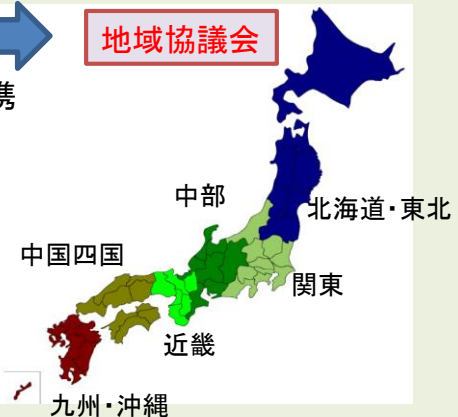 地域協議会
携
中部
北海道・東北
中国四国
関東
近畿
九州・沖縄